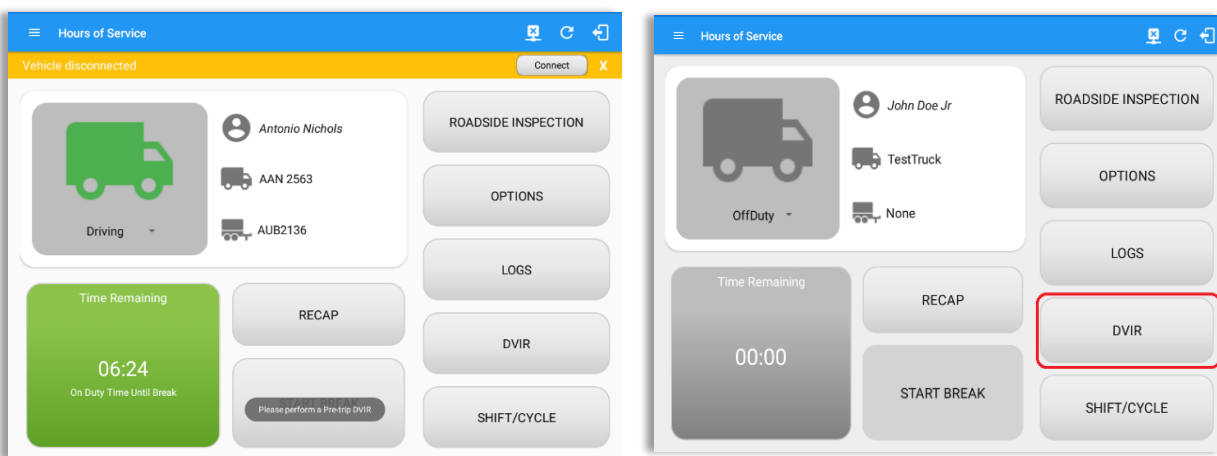 Hours of Service
Vehicle disconnected
Connect
X
Antonio Nichols
AAN 2563
AUB2136
Driving
Time Remaining
06:24
On Duty Time Until Break
RECAP
START BREAK
Please perform a Pre-trip DVIR
ROADSIDE INSPECTION
OPTIONS
LOGS
DVIR
SHIFT/CYCLE
Hours of Service
John Doe Jr
TestTruck
None
OffDuty
Time Remaining
00:00
RECAP
START BREAK
ROADSIDE INSPECTION
OPTIONS
LOGS
DVIR
SHIFT/CYCLE